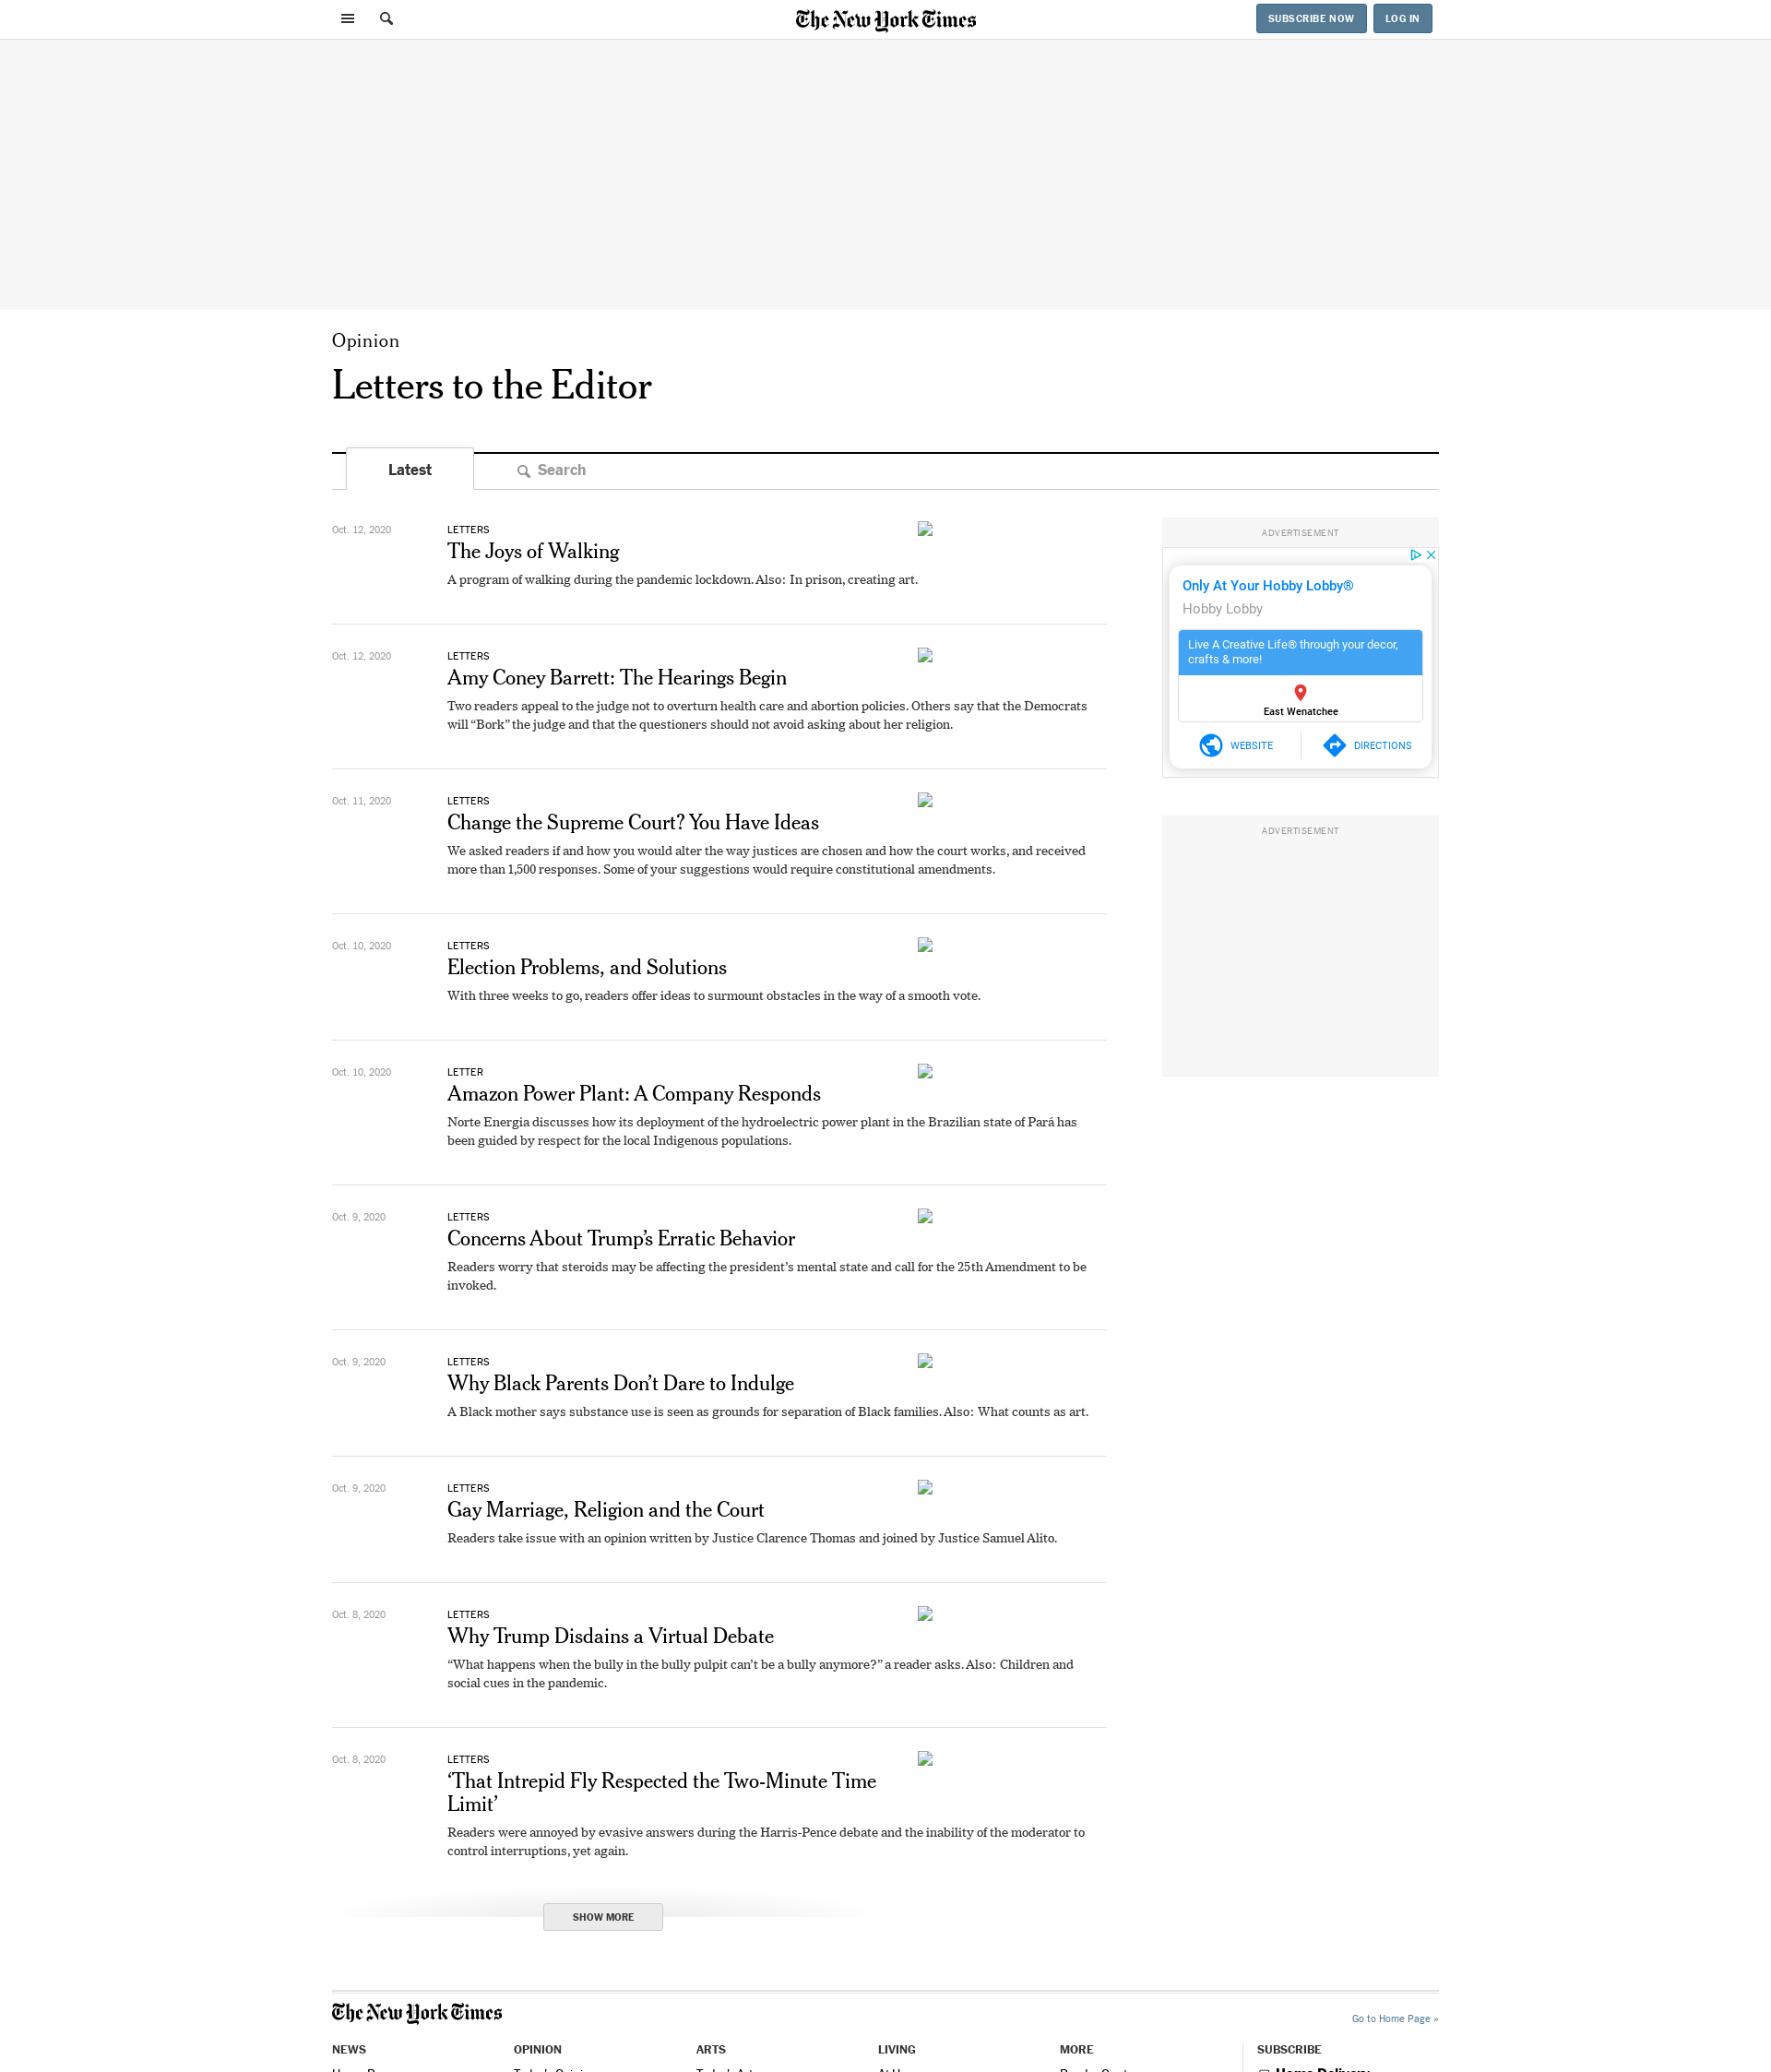 The New York Times
SUBSCRIBE NOW
LOG IN
Opinion
Letters to the Editor
Latest
Search
Oct. 12, 2020
LETTERS
The Joys of Walking
A program of walking during the pandemic lockdown. Also: In prison, creating art.
Oct. 12, 2020
LETTERS
Amy Coney Barrett: The Hearings Begin
Two readers appeal to the judge not to overturn health care and abortion policies. Others say that the Democrats
will “Bork” the judge and that the questioners should not avoid asking about her religion.
Oct. 11, 2020
LETTERS
Change the Supreme Court? You Have Ideas
We asked readers if and how you would alter the way justices are chosen and how the court works, and received
more than 1,500 responses. Some of your suggestions would require constitutional amendments.
Oct. 10, 2020
LETTERS
Election Problems, and Solutions
With three weeks to go, readers offer ideas to surmount obstacles in the way of a smooth vote.
Oct. 10, 2020
LETTER
Amazon Power Plant: A Company Responds
Norte Energia discusses how its deployment of the hydroelectric power plant in the Brazilian state of Pará has
been guided by respect for the local Indigenous populations.
Oct. 9, 2020
LETTERS
Concerns About Trump’s Erratic Behavior
Readers worry that steroids may be affecting the president’s mental state and call for the 25th Amendment to be
invoked.
Oct. 9, 2020
LETTERS
Why Black Parents Don’t Dare to Indulge
A Black mother says substance use is seen as grounds for separation of Black families. Also: What counts as art.
Oct. 9, 2020
LETTERS
Gay Marriage, Religion and the Court
Readers take issue with an opinion written by Justice Clarence Thomas and joined by Justice Samuel Alito.
Oct. 8, 2020
LETTERS
Why Trump Disdains a Virtual Debate
“What happens when the bully in the bully pulpit can’t be a bully anymore?” a reader asks. Also: Children and
social cues in the pandemic.
Oct. 8, 2020
LETTERS
‘That Intrepid Fly Respected the Two-Minute Time
Limit’
Readers were annoyed by evasive answers during the Harris-Pence debate and the inability of the moderator to
control interruptions, yet again.
SHOW MORE
ADVERTISEMENT
Only At Your Hobby Lobby®
Hobby Lobby
Live A Creative Life® through your decor,
crafts & more!
East Wenatchee
WEBSITE
DIRECTIONS
ADVERTISEMENT
The New York Times
Go to Home Page »
NEWS
OPINION
ARTS
LIVING
MORE
SUBSCRIBE